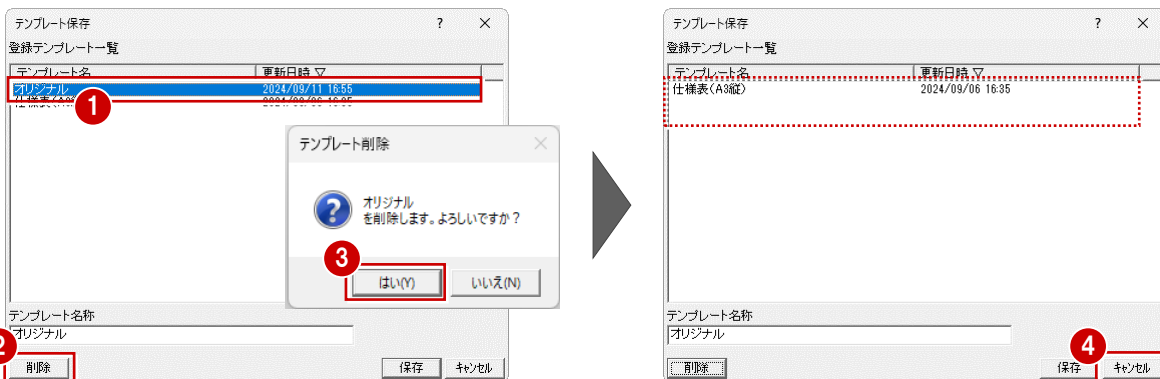 テンプレート保存 ? ×
登録テンプレート一覧
テンプレート名 更新日時 ▽
オリジナル 2024/09/11 16:55
1
テンプレート削除 ×
オリジナル
を削除します。よろしいですか？
3
はい(Y) いいえ(N)
テンプレート名称
オリジナル
2
削除 保存 キャンセル
テンプレート保存 ? ×
登録テンプレート一覧
テンプレート名 更新日時 ▽
仕様表(A3縦) 2024/09/06 16:35
テンプレート名称
オリジナル
4
削除 保存 キャンセル